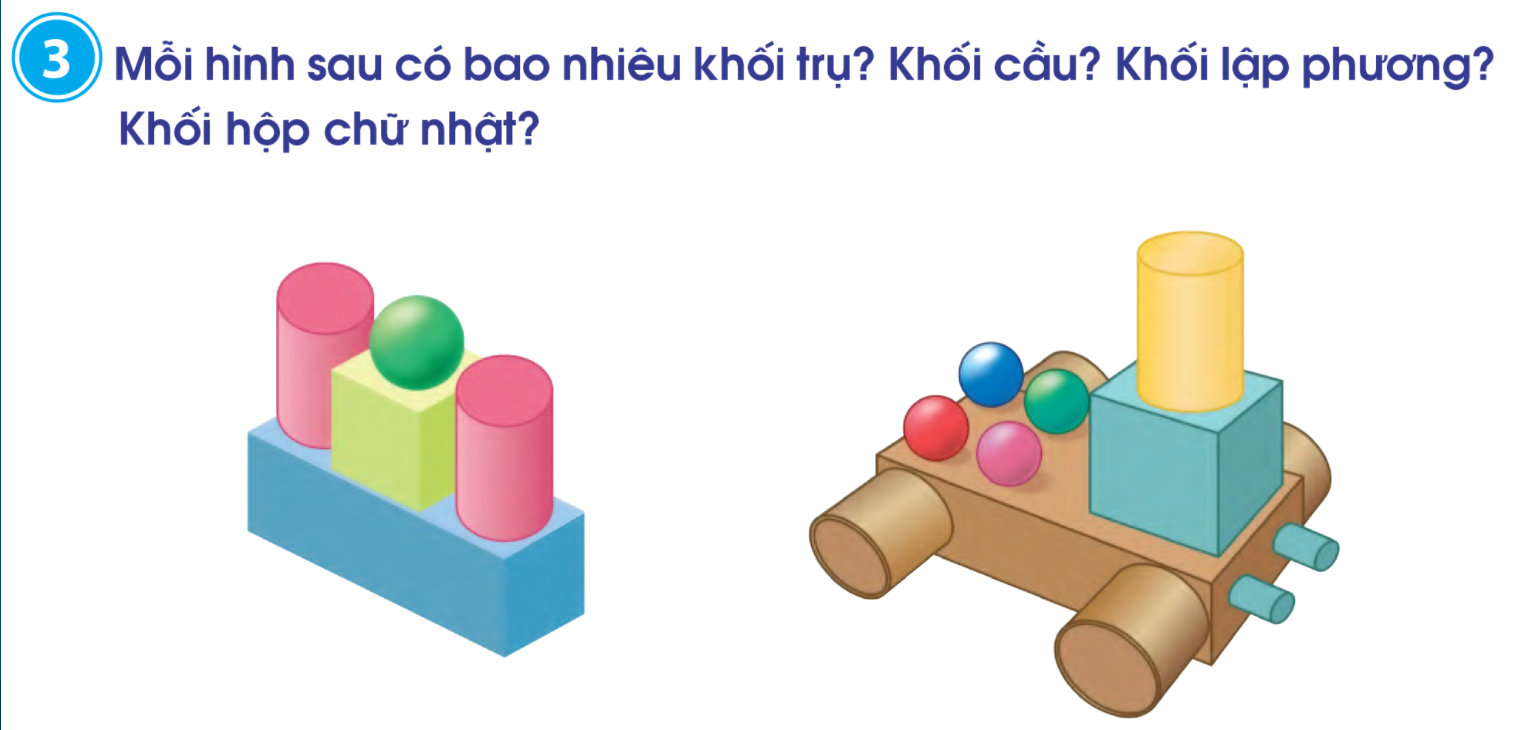 3 Mỗi hình sau có bao nhiêu khối trụ? Khối cầu? Khối lập phương?
Khối hộp chữ nhật?